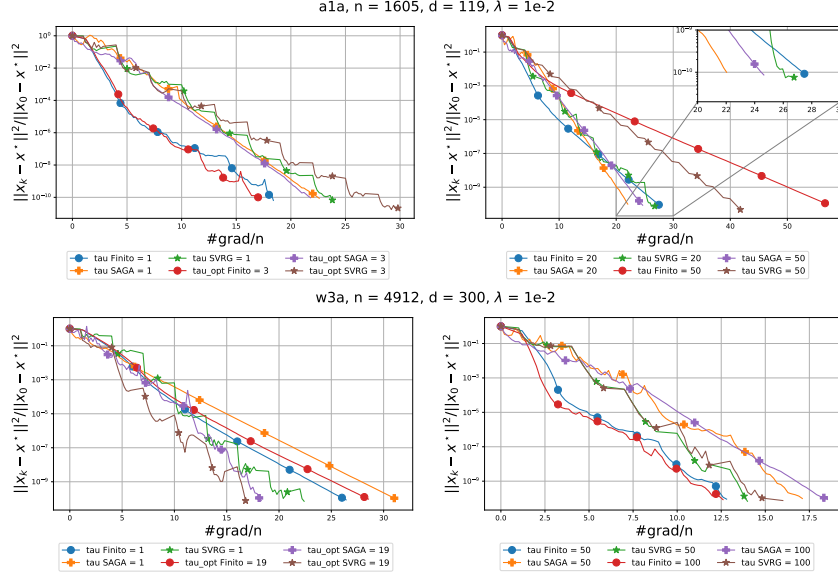 a1a, n = 1605, d = 119, λ = 1e-2
||x_k − x*||²/||x_0 − x*||²
10⁰
10⁻²
10⁻⁴
10⁻⁶
10⁻⁸
10⁻¹⁰
0 5 10 15 20 25 30
#grad/n
tau Finito = 1 tau SVRG = 1 tau_opt SAGA = 3
tau SAGA = 1 tau_opt Finito = 3 tau_opt SVRG = 3
||x_k − x*||²/||x_0 − x*||²
10⁻¹
10⁻³
10⁻⁵
10⁻⁷
10⁻⁹
0 10 20 30 40 50
#grad/n
10⁻⁹
10⁻¹⁰
20 22 24 26 28 30
tau Finito = 20 tau SVRG = 20 tau SAGA = 50
tau SAGA = 20 tau Finito = 50 tau SVRG = 50
w3a, n = 4912, d = 300, λ = 1e-2
||x_k − x*||²/||x_0 − x*||²
10⁻¹
10⁻³
10⁻⁵
10⁻⁷
10⁻⁹
0 5 10 15 20 25 30
#grad/n
tau Finito = 1 tau SVRG = 1 tau_opt SAGA = 19
tau SAGA = 1 tau_opt Finito = 19 tau_opt SVRG = 19
||x_k − x*||²/||x_0 − x*||²
10⁻¹
10⁻³
10⁻⁵
10⁻⁷
10⁻⁹
0.0 2.5 5.0 7.5 10.0 12.5 15.0 17.5
#grad/n
tau Finito = 50 tau SVRG = 50 tau SAGA = 100
tau SAGA = 50 tau Finito = 100 tau SVRG = 100